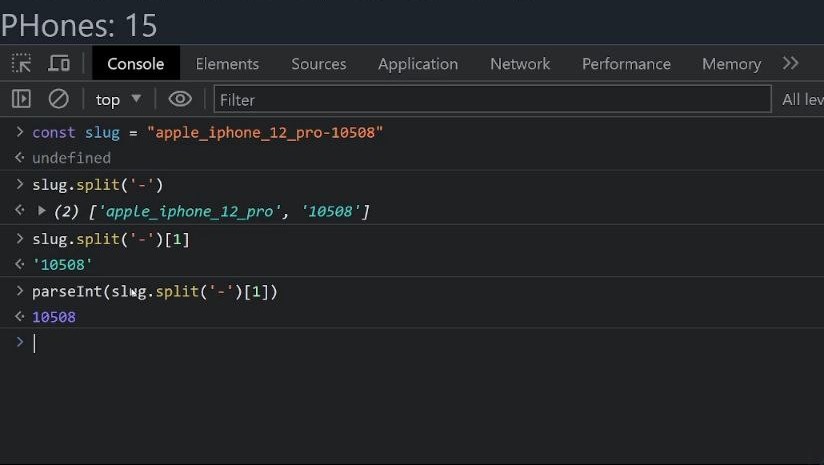 PHones: 15
Console Elements Sources Application Network Performance Memory
top Filter All lev
> const slug = "apple_iphone_12_pro-10508"
undefined
> slug.split('-')
(2) ['apple_iphone_12_pro', '10508']
> slug.split('-')[1]
'10508'
> parseInt(slug.split('-')[1])
10508
>